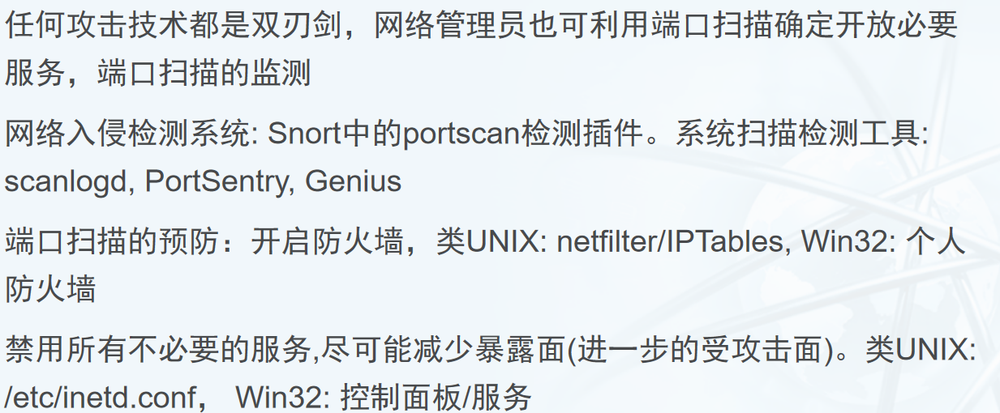 任何攻击技术都是双刃剑，网络管理员也可利用端口扫描确定开放必要
服务，端口扫描的监测
网络入侵检测系统: Snort中的portscan检测插件。系统扫描检测工具:
scanlogd, PortSentry, Genius
端口扫描的预防：开启防火墙，类UNIX: netfilter/IPTables, Win32: 个人
防火墙
禁用所有不必要的服务,尽可能减少暴露面(进一步的受攻击面)。类UNIX:
/etc/inetd.conf， Win32: 控制面板/服务